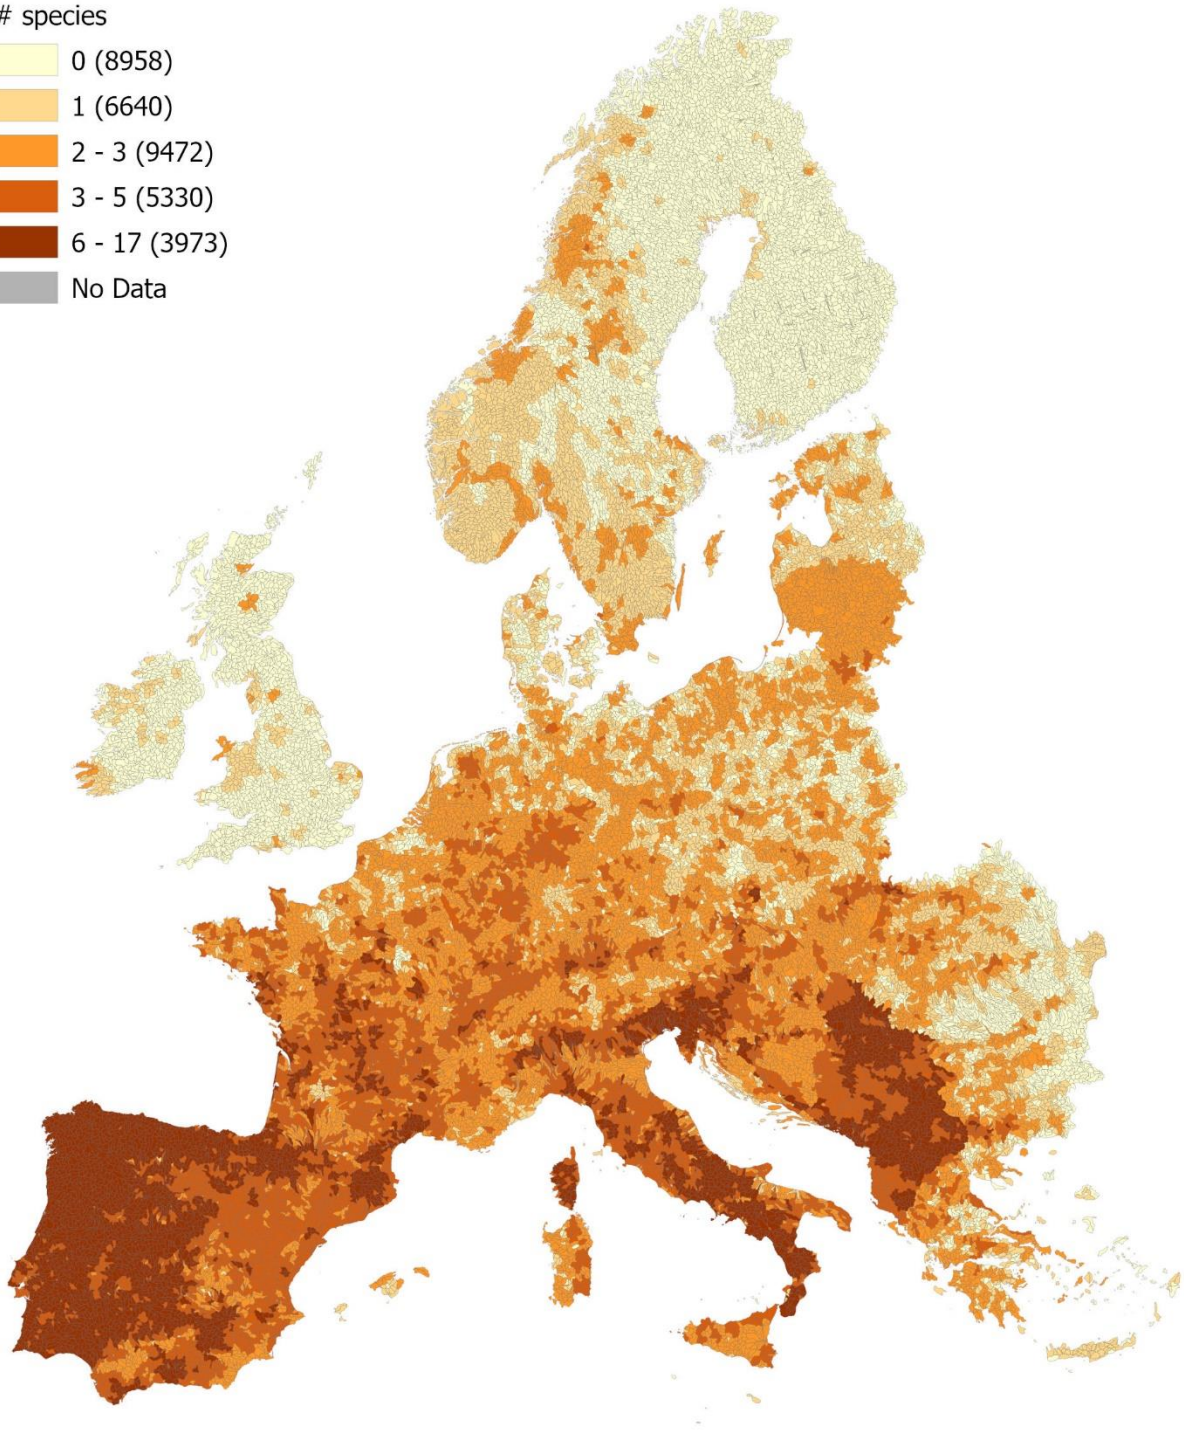 # species
0 (8958)
1 (6640)
2 - 3 (9472)
3 - 5 (5330)
6 - 17 (3973)
No Data